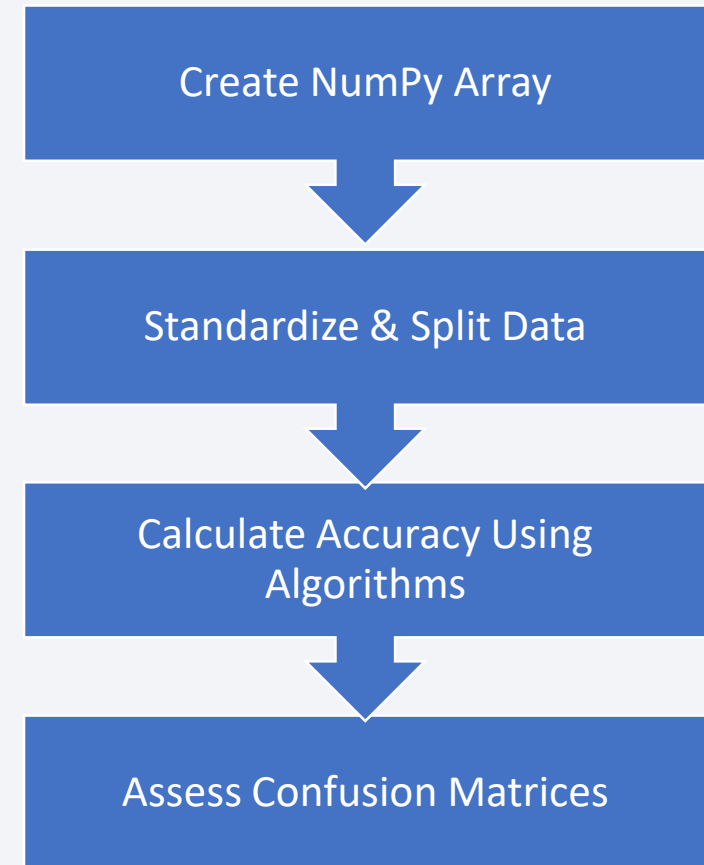 Create NumPy Array
Standardize & Split Data
Calculate Accuracy Using
Algorithms
Assess Confusion Matrices